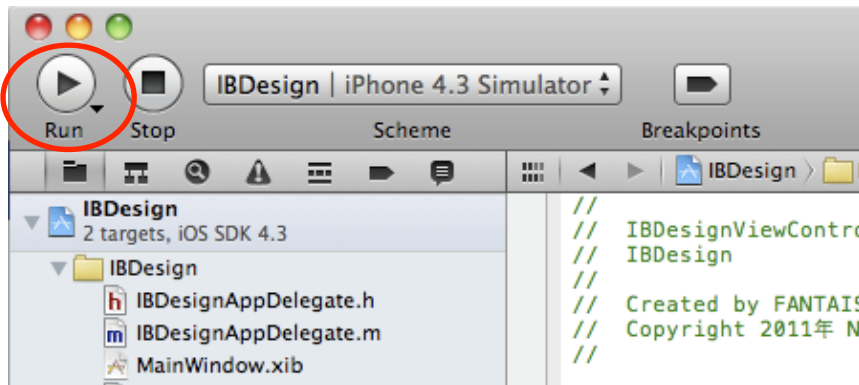 IBDesign | iPhone 4.3 Simulator
Run
Stop
Scheme
Breakpoints
IBDesign
IBDesign
2 targets, iOS SDK 4.3
IBDesign
h IBDesignAppDelegate.h
m IBDesignAppDelegate.m
MainWindow.xib
//
// IBDesignViewContro
// IBDesign
//
// Created by FANTAIS
// Copyright 2011年 N
//